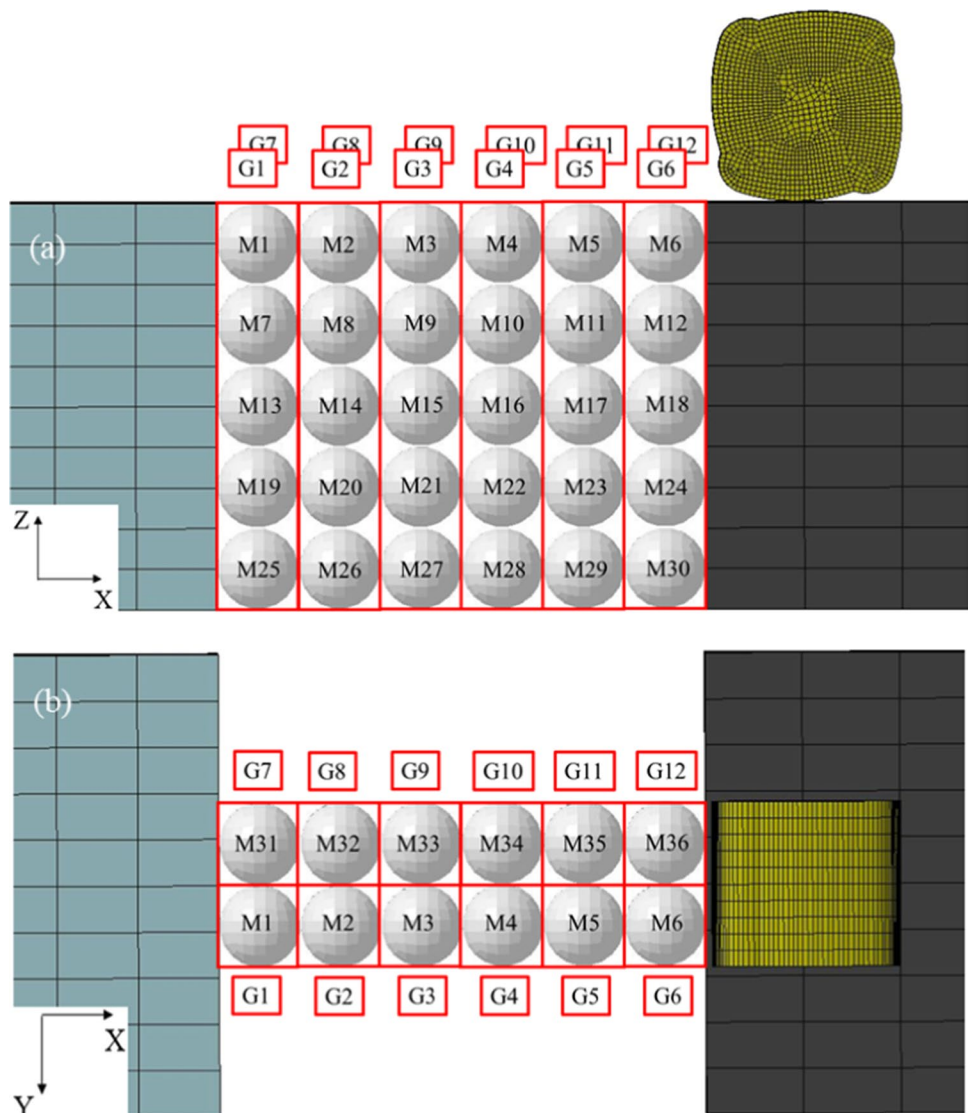 G7 G8 G9 G10 G11 G12
G1 G2 G3 G4 G5 G6
(a)
M1 M2 M3 M4 M5 M6
M7 M8 M9 M10 M11 M12
M13 M14 M15 M16 M17 M18
M19 M20 M21 M22 M23 M24
Z
M25 M26 M27 M28 M29 M30
X
(b)
G7 G8 G9 G10 G11 G12
M31 M32 M33 M34 M35 M36
M1 M2 M3 M4 M5 M6
G1 G2 G3 G4 G5 G6
X
Y